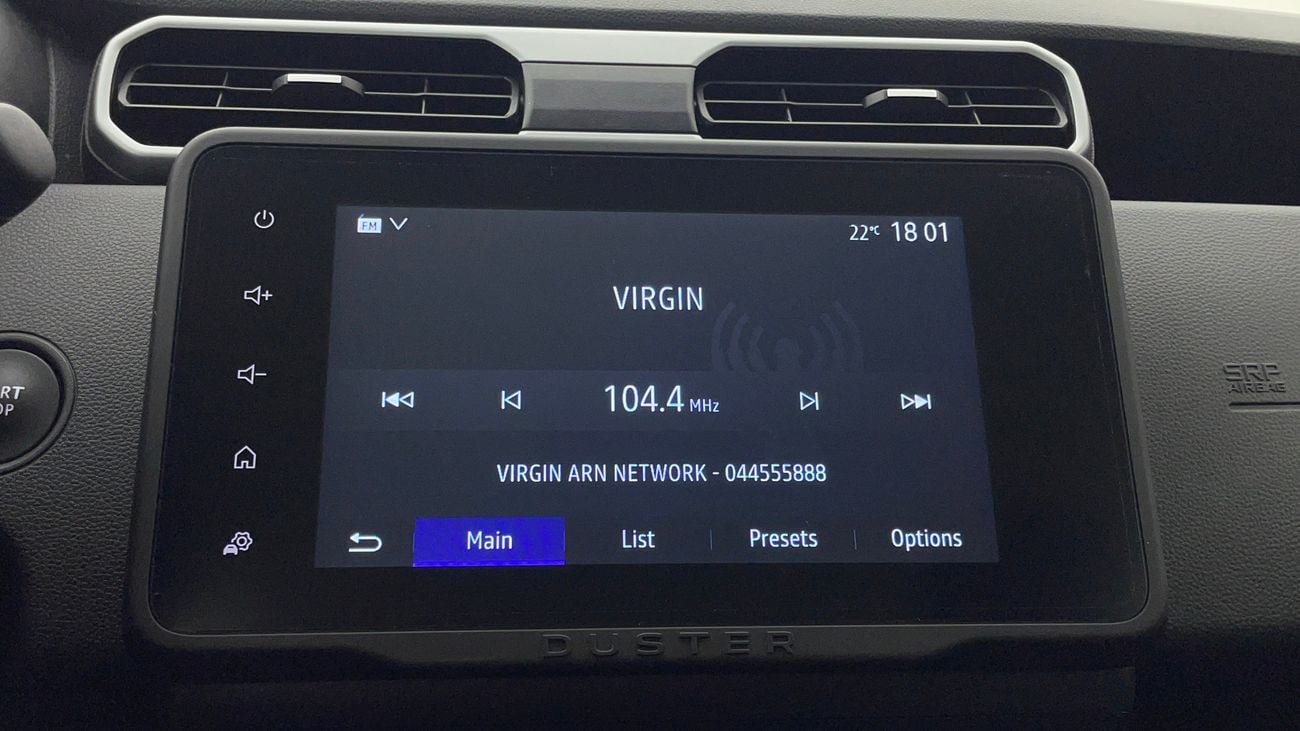 FM
22°C 18 01
VIRGIN
104.4 MHz
VIRGIN ARN NETWORK - 044555888
Main List Presets Options
DUSTER
SRP
AIRBAG